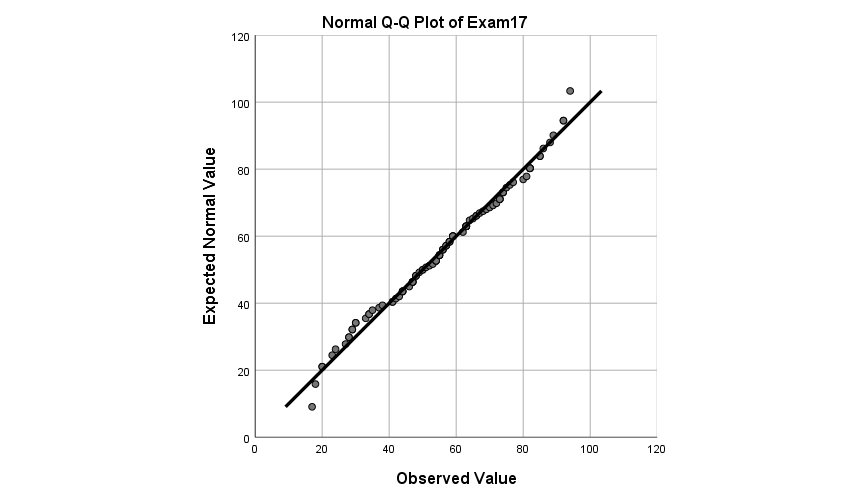 Normal Q-Q Plot of Exam17
120
100
80
60
40
20
0
Expected Normal Value
0 20 40 60 80 100 120
Observed Value